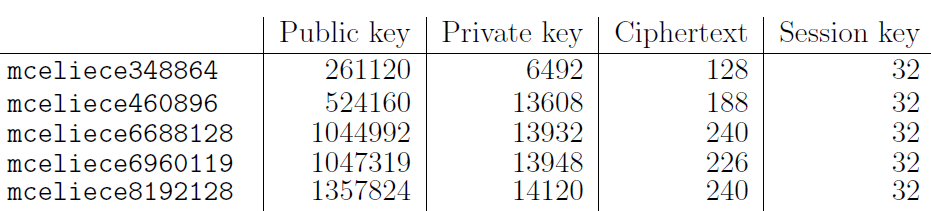 Public key Private key Ciphertext Session key
mceliece348864 261120 6492 128 32
mceliece460896 524160 13608 188 32
mceliece6688128 1044992 13932 240 32
mceliece6960119 1047319 13948 226 32
mceliece8192128 1357824 14120 240 32